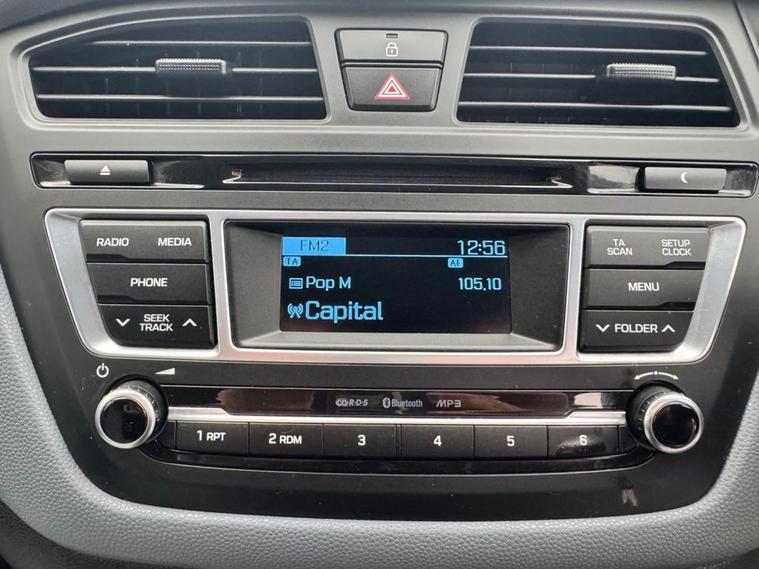 RADIO MEDIA
PHONE
SEEK
TRACK
FM2 12:56
TA AF
Pop M 105.10
Capital
TA
SCAN
SETUP
CLOCK
MENU
FOLDER
CD R·D·S Bluetooth MP3
1 RPT 2 RDM 3 4 5 6